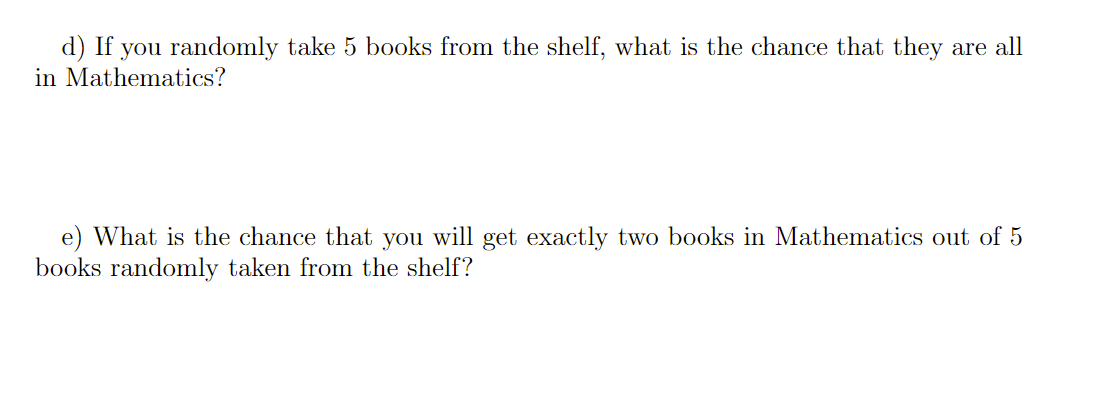 d) If you randomly take 5 books from the shelf, what is the chance that they are all
in Mathematics?
e) What is the chance that you will get exactly two books in Mathematics out of 5
books randomly taken from the shelf?